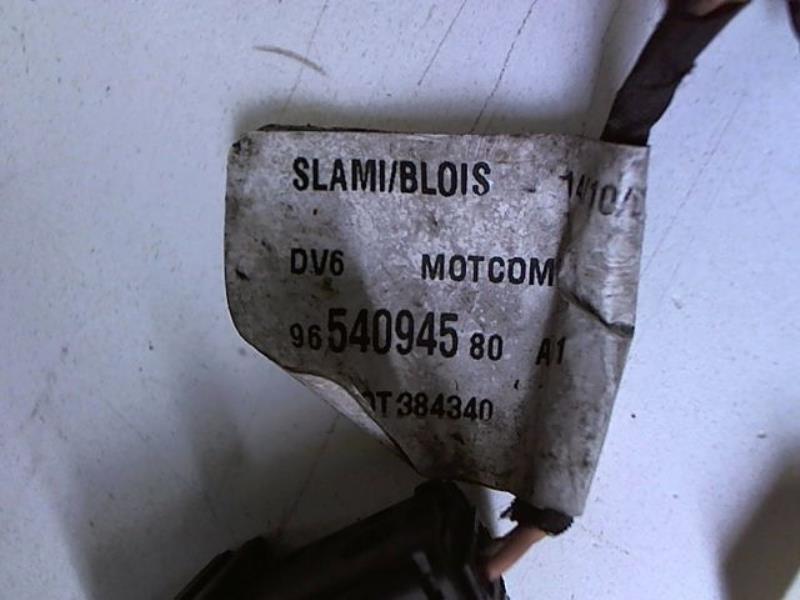 SLAMI/BLOIS
DV6 MOTCOM
96 540945 80 A1
384340